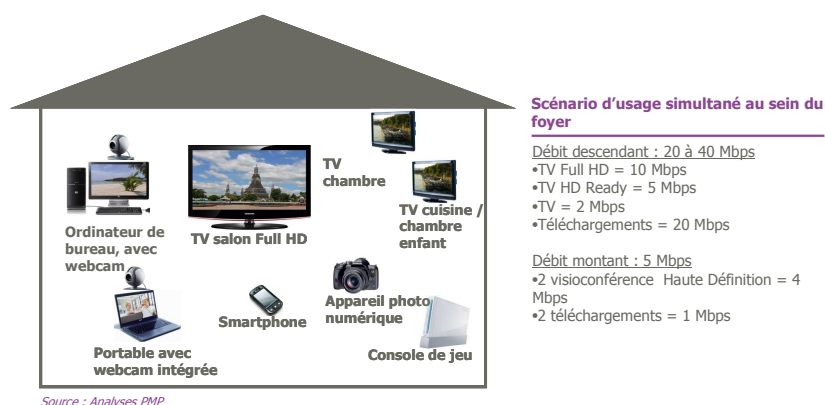 TV
chambre
TV cuisine /
chambre
enfant
Ordinateur de
bureau, avec
webcam
TV salon Full HD
Smartphone
Appareil photo
numérique
Portable avec
webcam intégrée
Console de jeu
Source : Analyses PMP
Scénario d’usage simultané au sein du
foyer
Débit descendant : 20 à 40 Mbps
•TV Full HD = 10 Mbps
•TV HD Ready = 5 Mbps
•TV = 2 Mbps
•Téléchargements = 20 Mbps
Débit montant : 5 Mbps
•2 visioconférence  Haute Définition = 4
Mbps
•2 téléchargements = 1 Mbps